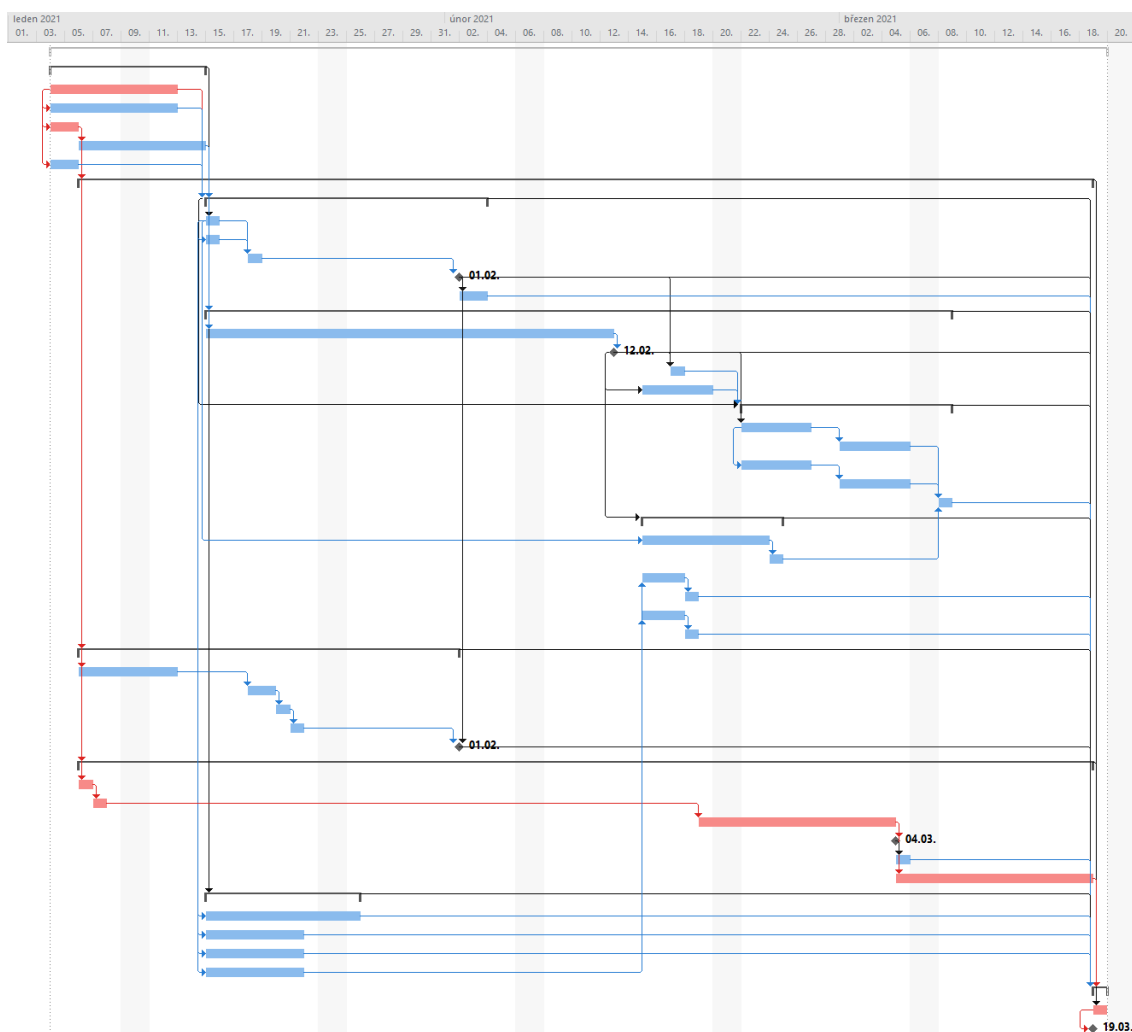 leden 2021 únor 2021 březen 2021
01. 03. 05. 07. 09. 11. 13. 15. 17. 19. 21. 23. 25. 27. 29. 31. 02. 04. 06. 08. 10. 12. 14. 16. 18. 20. 22. 24. 26. 28. 02. 04. 06. 08. 10. 12. 14. 16. 18. 20.
01.02.
12.02.
01.02.
04.03.
19.03.